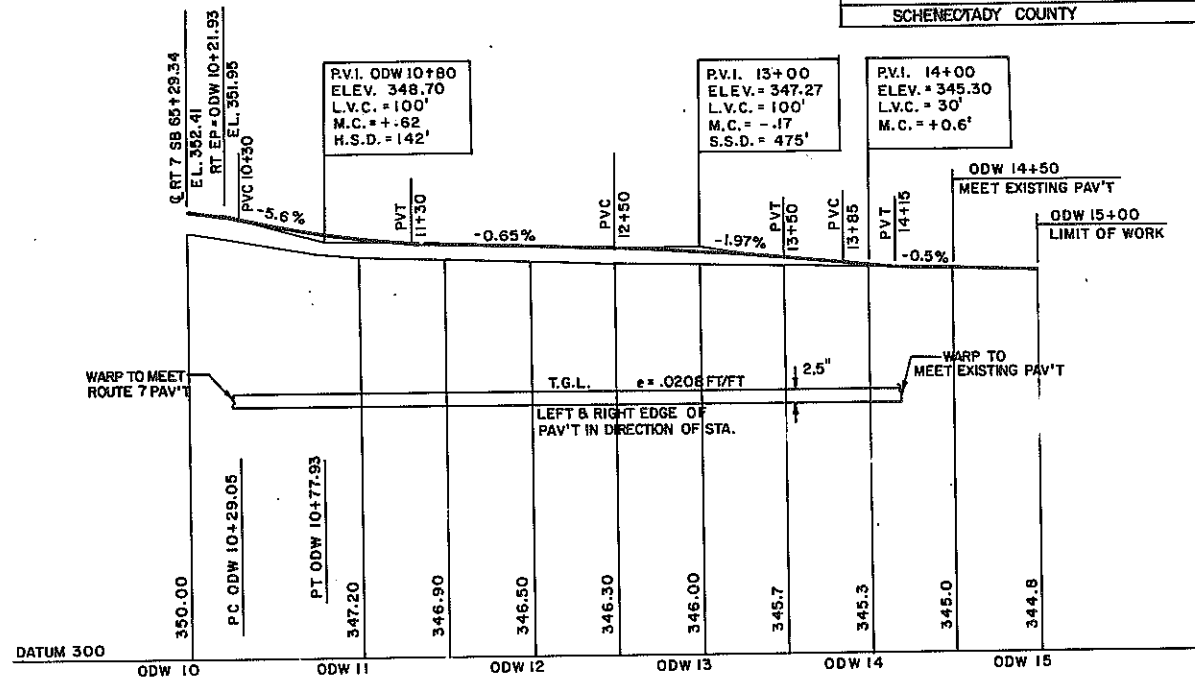 SCHENECTADY COUNTY
℄ RT 7 SB 65+29.34
EL. 352.41
RT EP=ODW 10+21.93
EL. 351.95
PVC 10+30
P.V.I. ODW 10+80
ELEV. 348.70
L.V.C. = 100'
M.C. = +.62
H.S.D. = 142'
P.V.I. 13+00
ELEV. = 347.27
L.V.C. = 100'
M.C. = -.17
S.S.D. = 475'
P.V.I. 14+00
ELEV. = 345.30
L.V.C. = 30'
M.C. = +0.6'
ODW 14+50
MEET EXISTING PAV'T
ODW 15+00
LIMIT OF WORK
-5.6%
PVT
11+30
-0.65%
PVC
12+50
-1.97%
PVT
13+50
PVC
13+85
PVT
14+15
-0.5%
WARP TO MEET
ROUTE 7 PAV'T
T.G.L. e = .0208 FT/FT
2.5"
WARP TO
MEET EXISTING PAV'T
LEFT & RIGHT EDGE OF
PAV'T IN DIRECTION OF STA.
PC ODW 10+29.05
PT ODW 10+77.93
350.00
347.20
346.90
346.50
346.30
346.00
345.7
345.3
345.0
344.8
DATUM 300
ODW 10
ODW 11
ODW 12
ODW 13
ODW 14
ODW 15